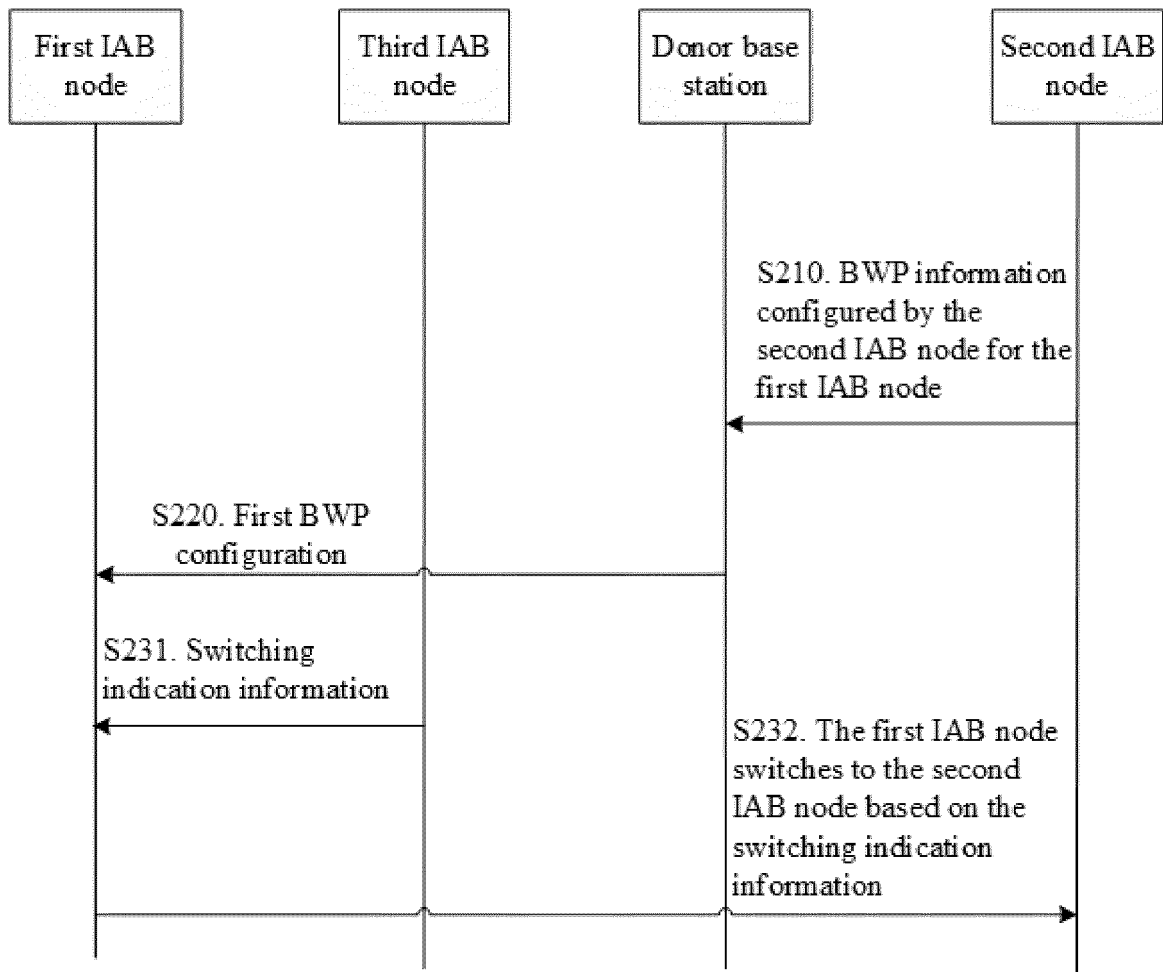 First IAB
node
Third IAB
node
Donor base
station
Second IAB
node
S210. BWP information
configured by the
second IAB node for the
first IAB node
S220. First BWP
configuration
S231. Switching
indication information
S232. The first IAB node
switches to the second
IAB node based on the
switching indication
information